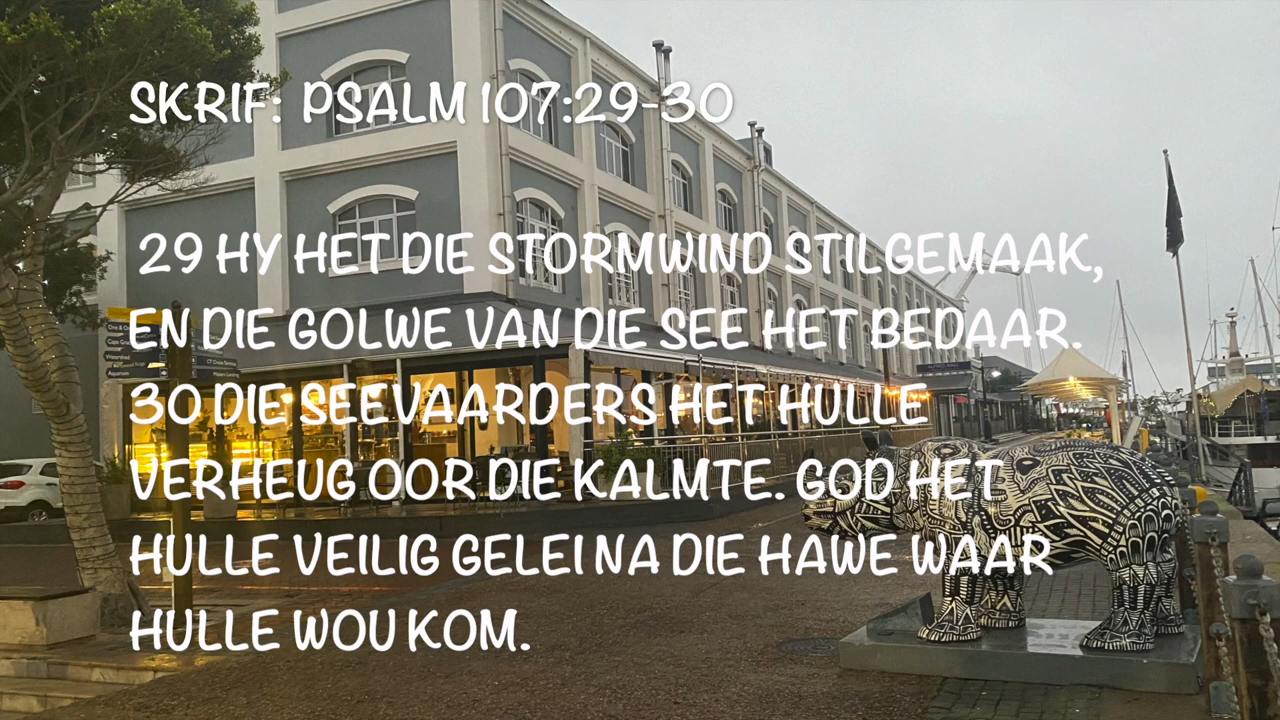 SKRIF: PSALM 107:29-30
29 HY HET DIE STORMWIND STILGEMAAK,
EN DIE GOLWE VAN DIE SEE HET BEDAAR.
30 DIE SEEVAARDERS HET HULLE
VERHEUG OOR DIE KALMTE. GOD HET
HULLE VEILIG GELEI NA DIE HAWE WAAR
HULLE WOU KOM.
Watershed
Aquarium